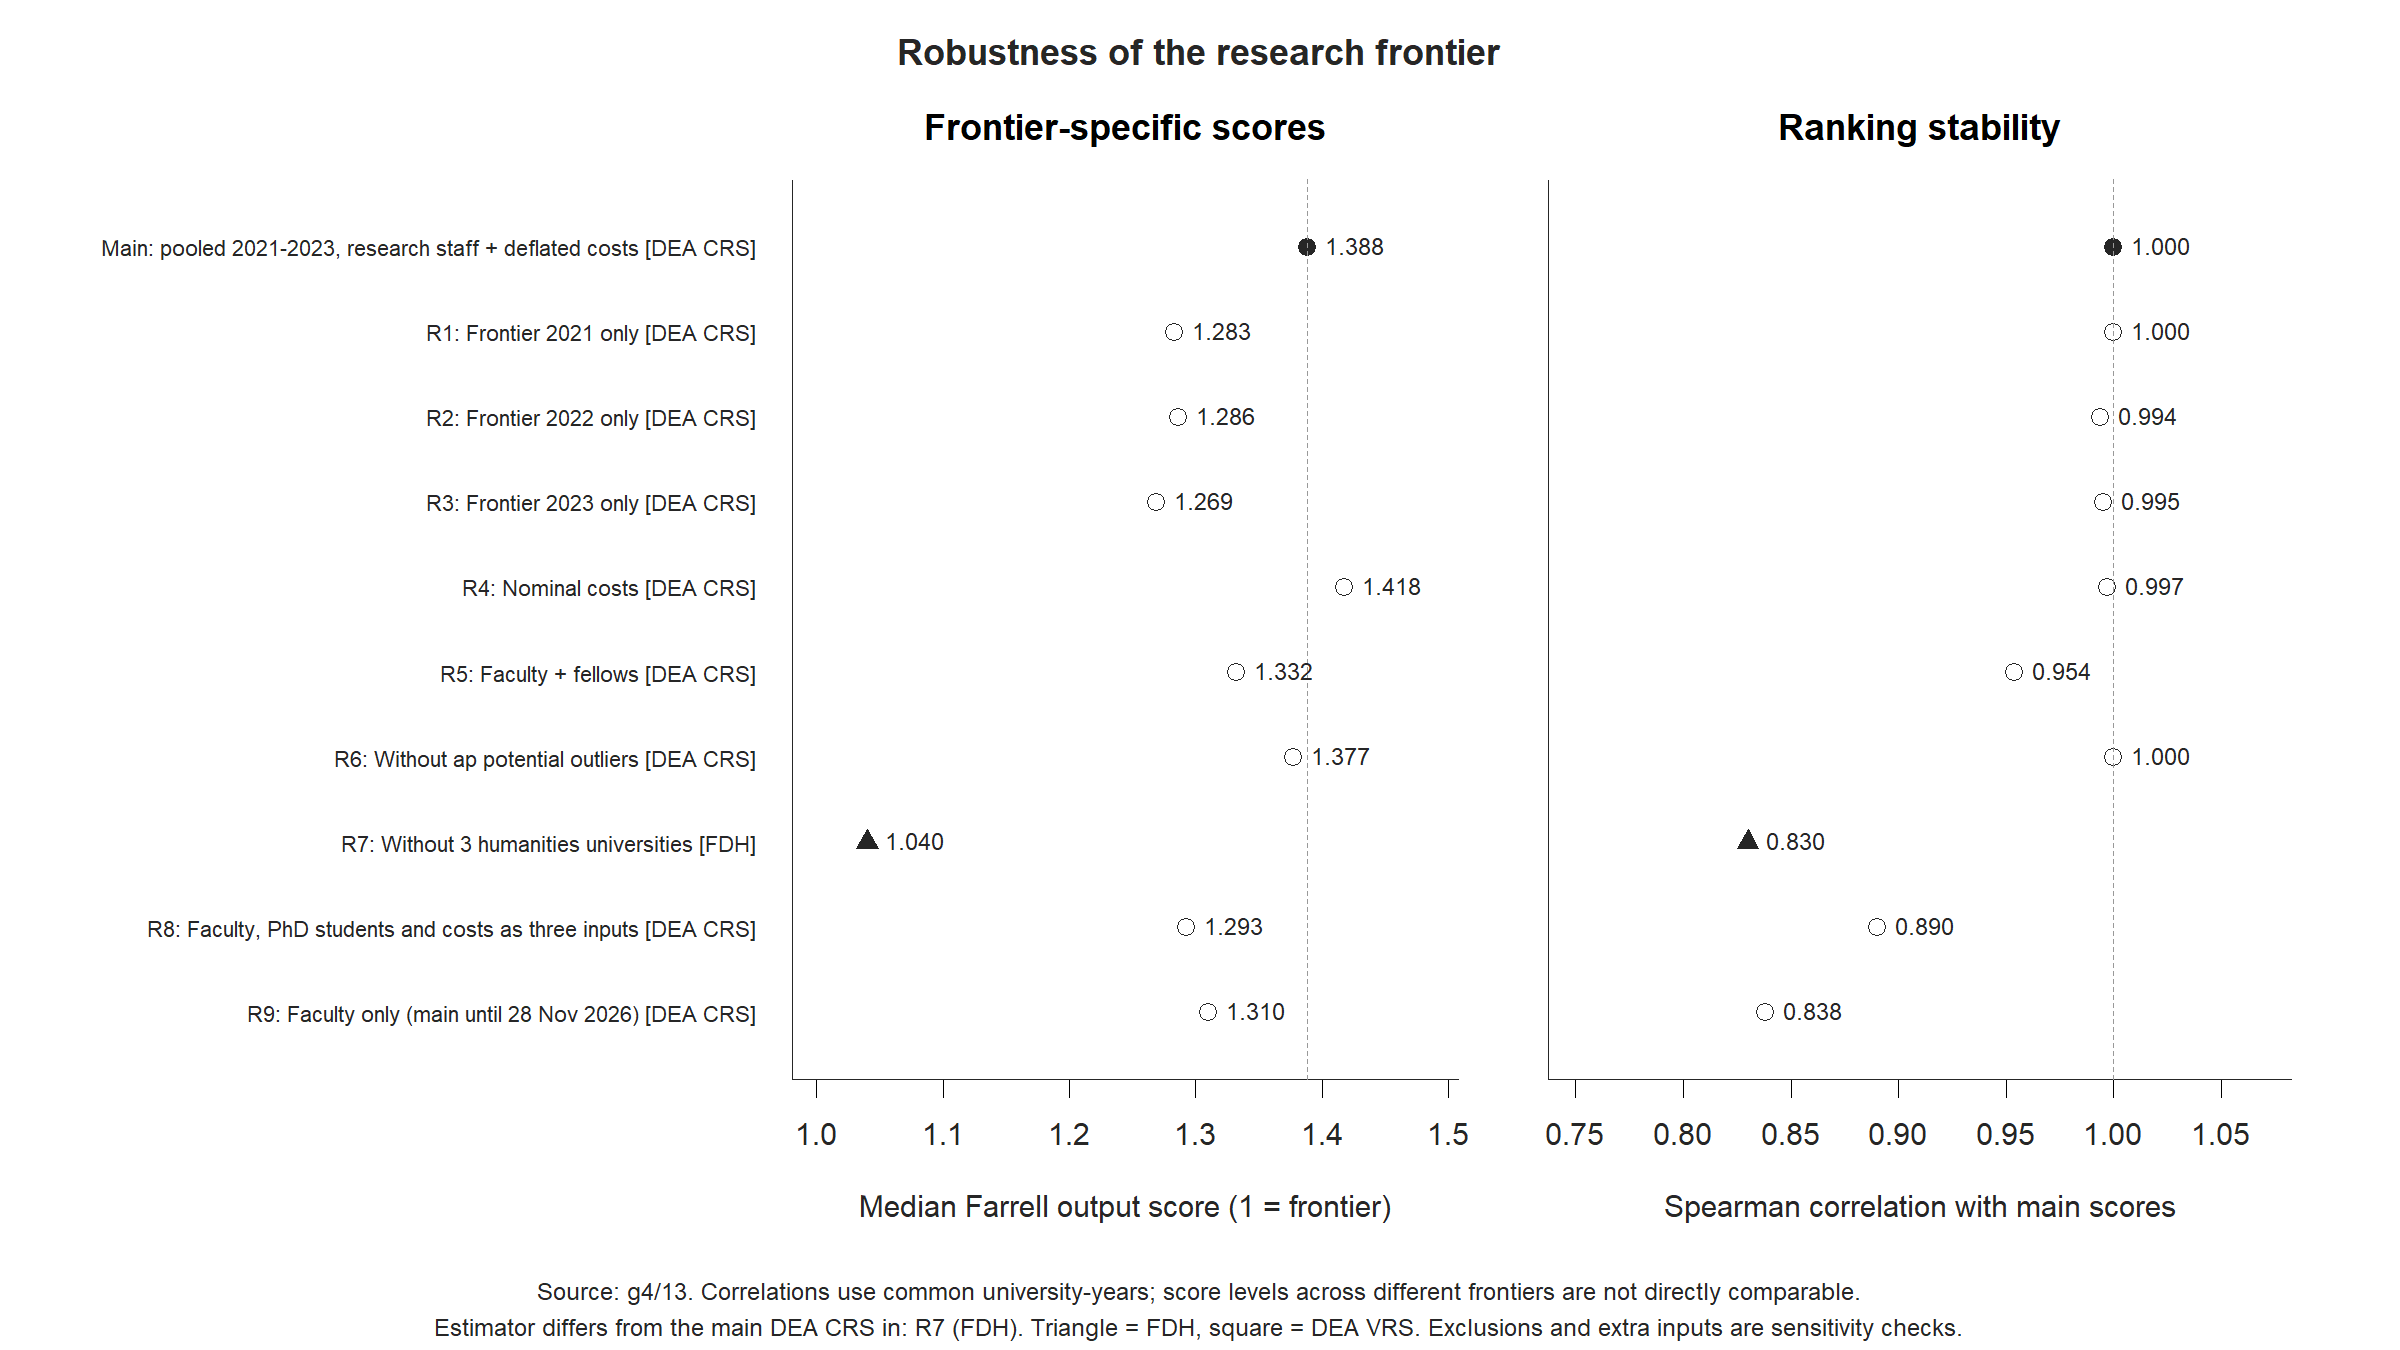 Robustness of the research frontier
Frontier-specific scores
Ranking stability
Main: pooled 2021-2023, research staff + deflated costs [DEA CRS] 1.388 1.000
R1: Frontier 2021 only [DEA CRS] 1.283 1.000
R2: Frontier 2022 only [DEA CRS] 1.286 0.994
R3: Frontier 2023 only [DEA CRS] 1.269 0.995
R4: Nominal costs [DEA CRS] 1.418 0.997
R5: Faculty + fellows [DEA CRS] 1.332 0.954
R6: Without ap potential outliers [DEA CRS] 1.377 1.000
R7: Without 3 humanities universities [FDH] 1.040 0.830
R8: Faculty, PhD students and costs as three inputs [DEA CRS] 1.293 0.890
R9: Faculty only (main until 28 Nov 2026) [DEA CRS] 1.310 0.838
1.0 1.1 1.2 1.3 1.4 1.5
0.75 0.80 0.85 0.90 0.95 1.00 1.05
Median Farrell output score (1 = frontier)
Spearman correlation with main scores
Source: g4/13. Correlations use common university-years; score levels across different frontiers are not directly comparable.
Estimator differs from the main DEA CRS in: R7 (FDH). Triangle = FDH, square = DEA VRS. Exclusions and extra inputs are sensitivity checks.